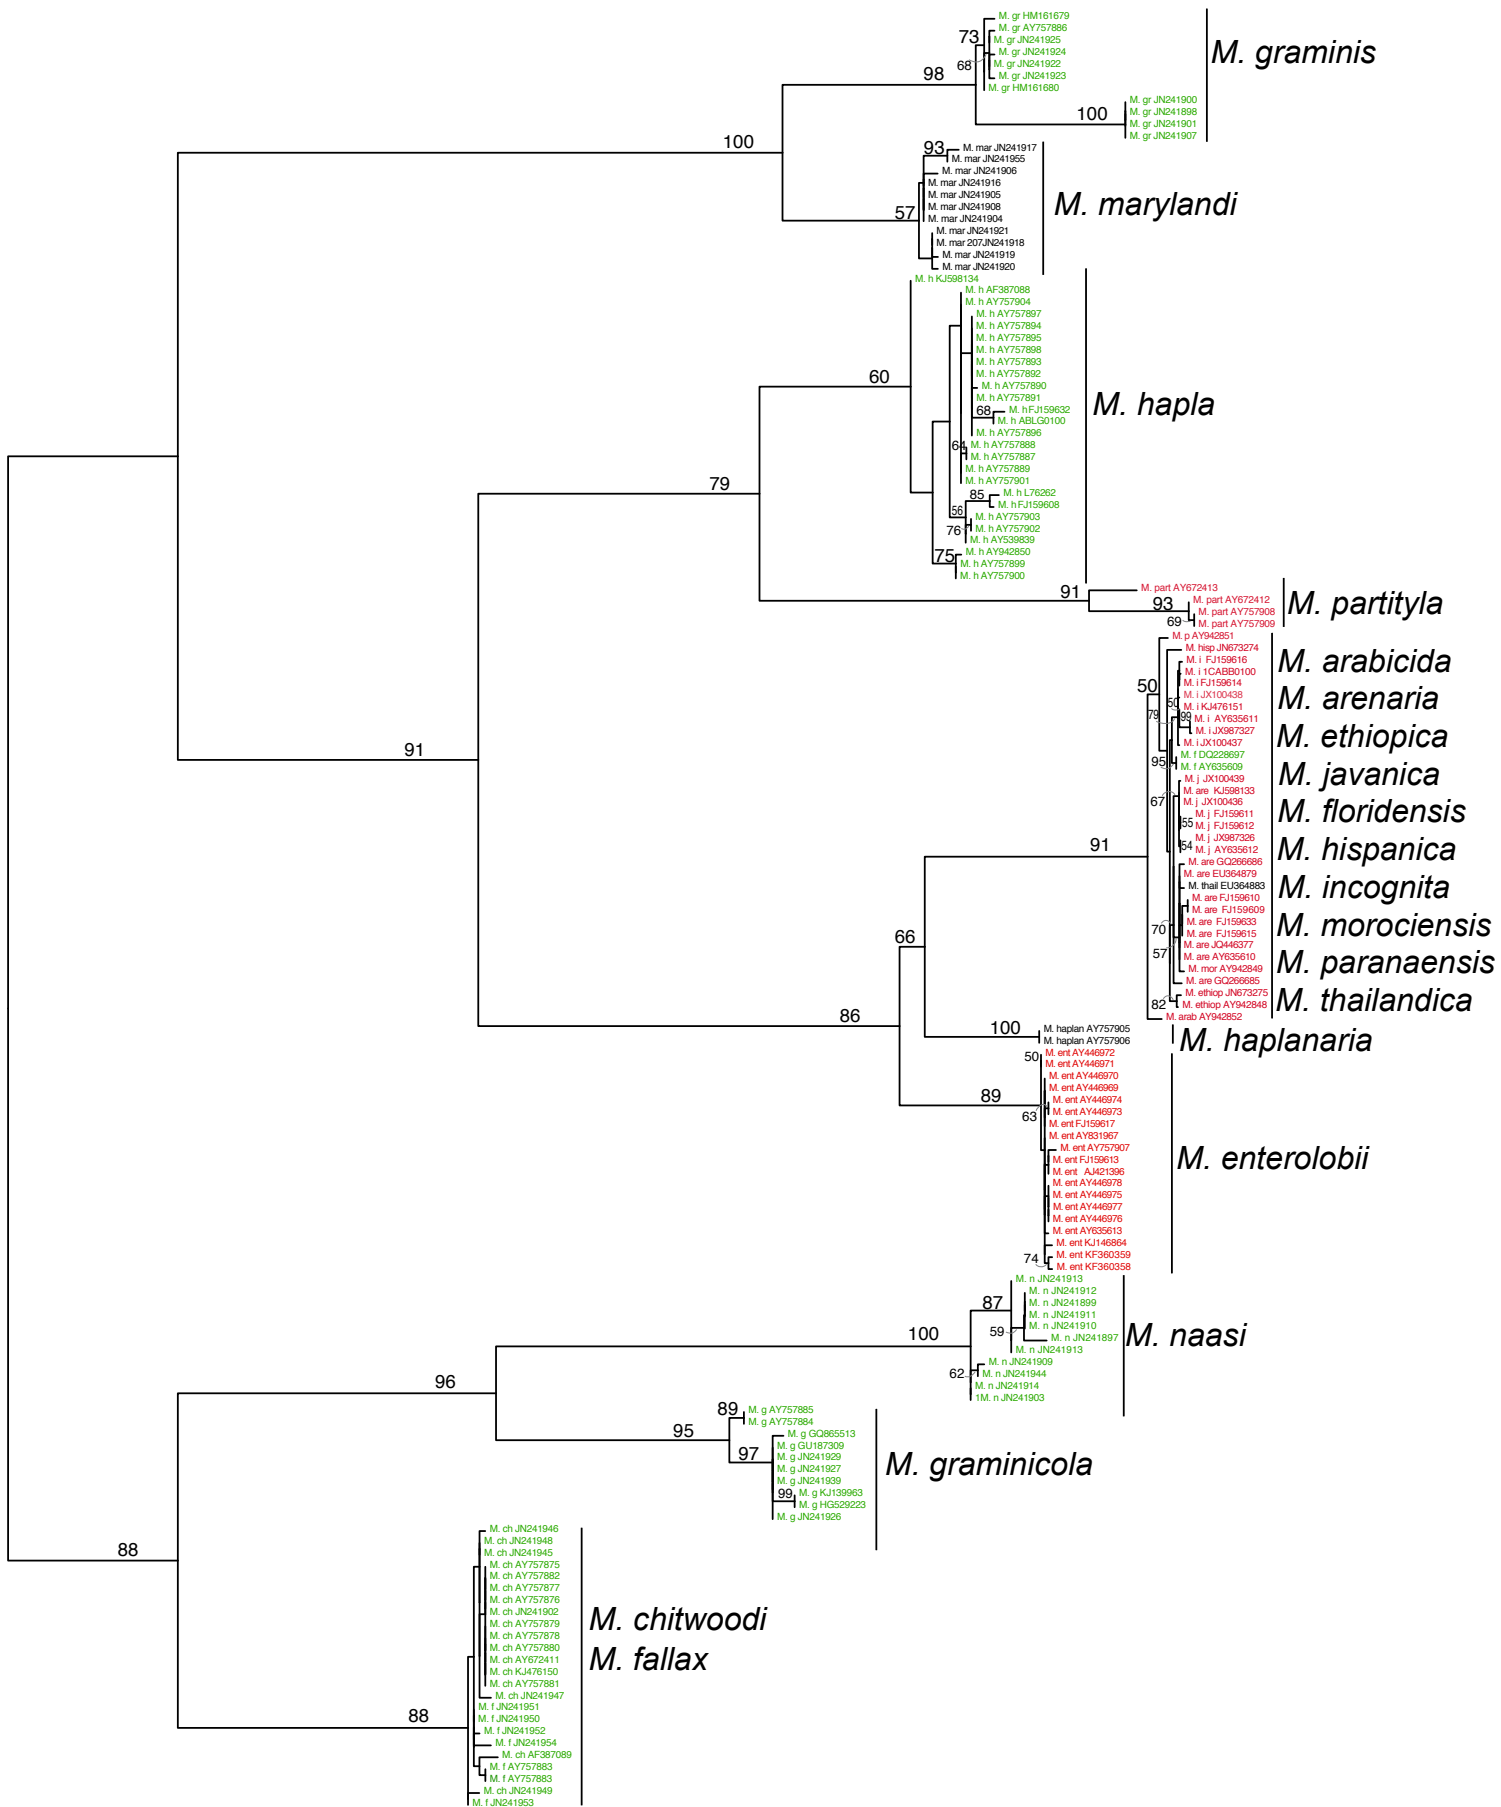 M. gr HM161679
M. gr AY757886
73
M. gr JN241925
M. gr JN241924
68
M. gr JN241922
M. gr JN241923
M. gr HM161680
M. graminis
98
M. gr JN241900
M. gr JN241898
100
M. gr JN241901
M. gr JN241907
100
93
M. mar JN241917
M. mar JN241955
M. mar JN241906
M. mar JN241916
M. mar JN241905
M. mar JN241908
57
M. mar JN241904
M. mar JN241921
M. mar 207JN241918
M. mar JN241919
M. mar JN241920
M. marylandi
M. h KJ598134
M. h AF387088
M. h AY757904
M. h AY757897
M. h AY757894
M. h AY757895
M. h AY757898
M. h AY757893
M. h AY757892
60
M. h AY757890
M. h AY757891
68
M. h FJ159632
M. h ABLG0100
M. h AY757896
64
M. h AY757888
M. h AY757887
M. h AY757889
M. h AY757901
M. hapla
79
85
M. h L76262
M. h FJ159608
56
M. h AY757903
76
M. h AY757902
M. h AY539839
75
M. h AY942850
M. h AY757899
M. h AY757900
91
M. part AY672413
93
M. part AY672412
M. part AY757908
69
M. part AY757909
M. partityla
M. p AY942851
M. hisp JN673274
M. i FJ159616
M. i 1CABB0100
50
M. i FJ159614
M. i JX100438
50
M. i KJ476151
79
99
M. i AY635611
M. i JX987327
M. i JX100437
M. f DQ228697
95
M. f AY635609
M. j JX100439
M. are KJ598133
67
M. j JX100436
M. j FJ159611
55
M. j FJ159612
M. j JX987326
54
M. j AY635612
M. are GQ266686
M. are EU364879
M. thail EU364883
M. are FJ159610
M. are FJ159609
M. are FJ159633
70
M. are FJ159615
M. are JQ446377
57
M. are AY635610
M. mor AY942849
M. are GQ266685
M. ethiop JN673275
82
M. ethiop AY942848
M. arab AY942852
M. arabicida
M. arenaria
M. ethiopica
M. javanica
M. floridensis
M. hispanica
M. incognita
M. morociensis
M. paranaensis
M. thailandica
91
91
66
86
100
M. haplan AY757905
M. haplan AY757906
M. haplanaria
50
M. ent AY446972
M. ent AY446971
M. ent AY446970
M. ent AY446969
89
M. ent AY446974
63
M. ent AY446973
M. ent FJ159617
M. ent AY831967
M. ent AY757907
M. ent FJ159613
M. ent AJ421396
M. ent AY446978
M. ent AY446975
M. ent AY446977
M. ent AY446976
M. ent AY635613
M. ent KJ146864
74
M. ent KF360359
M. ent KF360358
M. enterolobii
M. n JN241913
M. n JN241912
87
M. n JN241899
M. n JN241911
M. n JN241910
59
M. n JN241897
M. n JN241913
100
M. n JN241909
62
M. n JN241944
M. n JN241914
1M. n JN241903
M. naasi
96
89
M. g AY757885
M. g AY757884
95
M. g GQ865513
M. g GU187309
97
M. g JN241929
M. g JN241927
M. g JN241939
99
M. g KJ139963
M. g HG529223
M. g JN241926
M. graminicola
88
M. ch JN241946
M. ch JN241948
M. ch JN241945
M. ch AY757875
M. ch AY757882
M. ch AY757877
M. ch AY757876
M. ch JN241902
M. ch AY757879
M. ch AY757878
M. ch AY757880
M. ch AY672411
M. ch KJ476150
M. ch AY757881
M. ch JN241947
M. f JN241951
88
M. f JN241950
M. f JN241952
M. f JN241954
M. ch AF387089
M. f AY757883
M. f AY757883
M. ch JN241949
M. f JN241953
M. chitwoodi
M. fallax